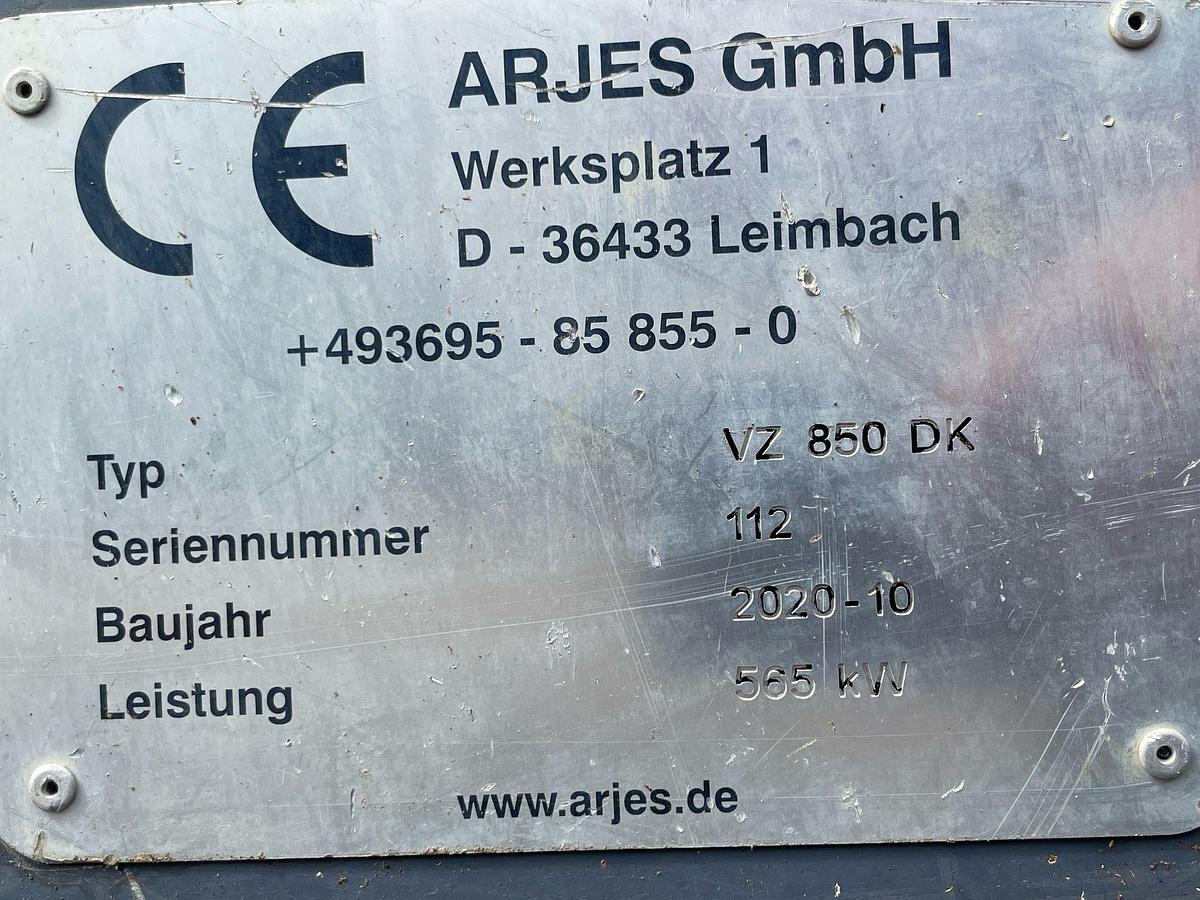 CE
ARJES GmbH
Werksplatz 1
D - 36433 Leimbach
+493695 - 85 855 - 0
Typ VZ 850 DK
Seriennummer 112
Baujahr 2020-10
Leistung 565 kW
www.arjes.de